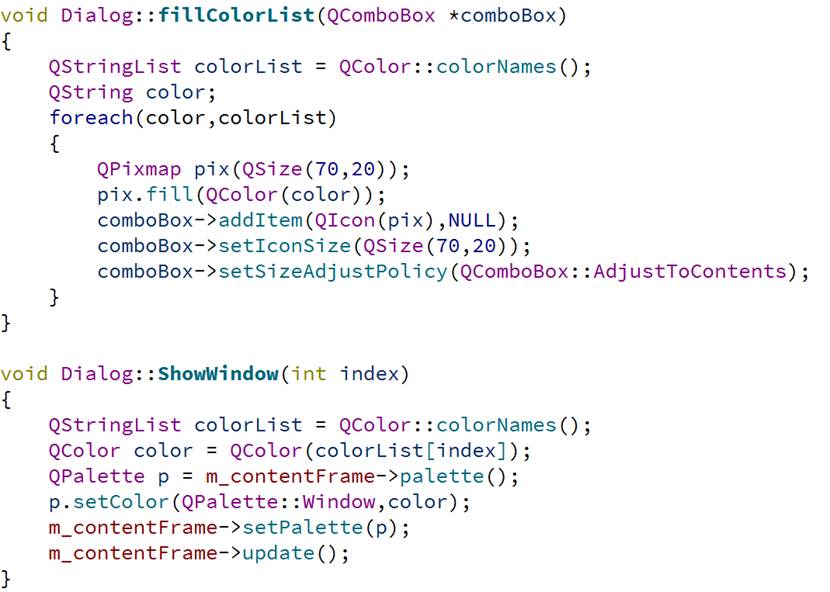 void Dialog::fillColorList(QComboBox *comboBox)
{
    QStringList colorList = QColor::colorNames();
    QString color;
    foreach(color,colorList)
    {
        QPixmap pix(QSize(70,20));
        pix.fill(QColor(color));
        comboBox->addItem(QIcon(pix),NULL);
        comboBox->setIconSize(QSize(70,20));
        comboBox->setSizeAdjustPolicy(QComboBox::AdjustToContents);
    }
}

void Dialog::ShowWindow(int index)
{
    QStringList colorList = QColor::colorNames();
    QColor color = QColor(colorList[index]);
    QPalette p = m_contentFrame->palette();
    p.setColor(QPalette::Window,color);
    m_contentFrame->setPalette(p);
    m_contentFrame->update();
}